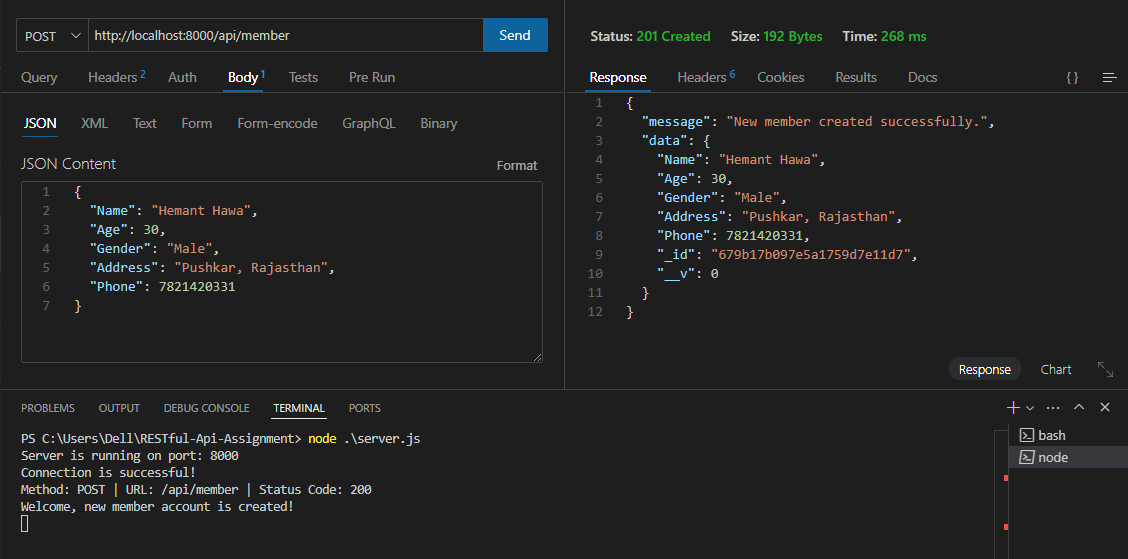 POST http://localhost:8000/api/member Send
Query Headers 2 Auth Body 1 Tests Pre Run
JSON XML Text Form Form-encode GraphQL Binary
JSON Content Format
1 {
2 "Name": "Hemant Hawa",
3 "Age": 30,
4 "Gender": "Male",
5 "Address": "Pushkar, Rajasthan",
6 "Phone": 7821420331
7 }
Status: 201 Created Size: 192 Bytes Time: 268 ms
Response Headers 6 Cookies Results Docs {}
1 {
2 "message": "New member created successfully.",
3 "data": {
4 "Name": "Hemant Hawa",
5 "Age": 30,
6 "Gender": "Male",
7 "Address": "Pushkar, Rajasthan",
8 "Phone": 7821420331,
9 "_id": "679b17b097e5a1759d7e11d7",
10 "__v": 0
11 }
12 }
Response Chart
PROBLEMS OUTPUT DEBUG CONSOLE TERMINAL PORTS
PS C:\Users\Dell\RESTful-Api-Assignment> node .\server.js
Server is running on port: 8000
Connection is successful!
Method: POST | URL: /api/member | Status Code: 200
Welcome, new member account is created!
bash
node